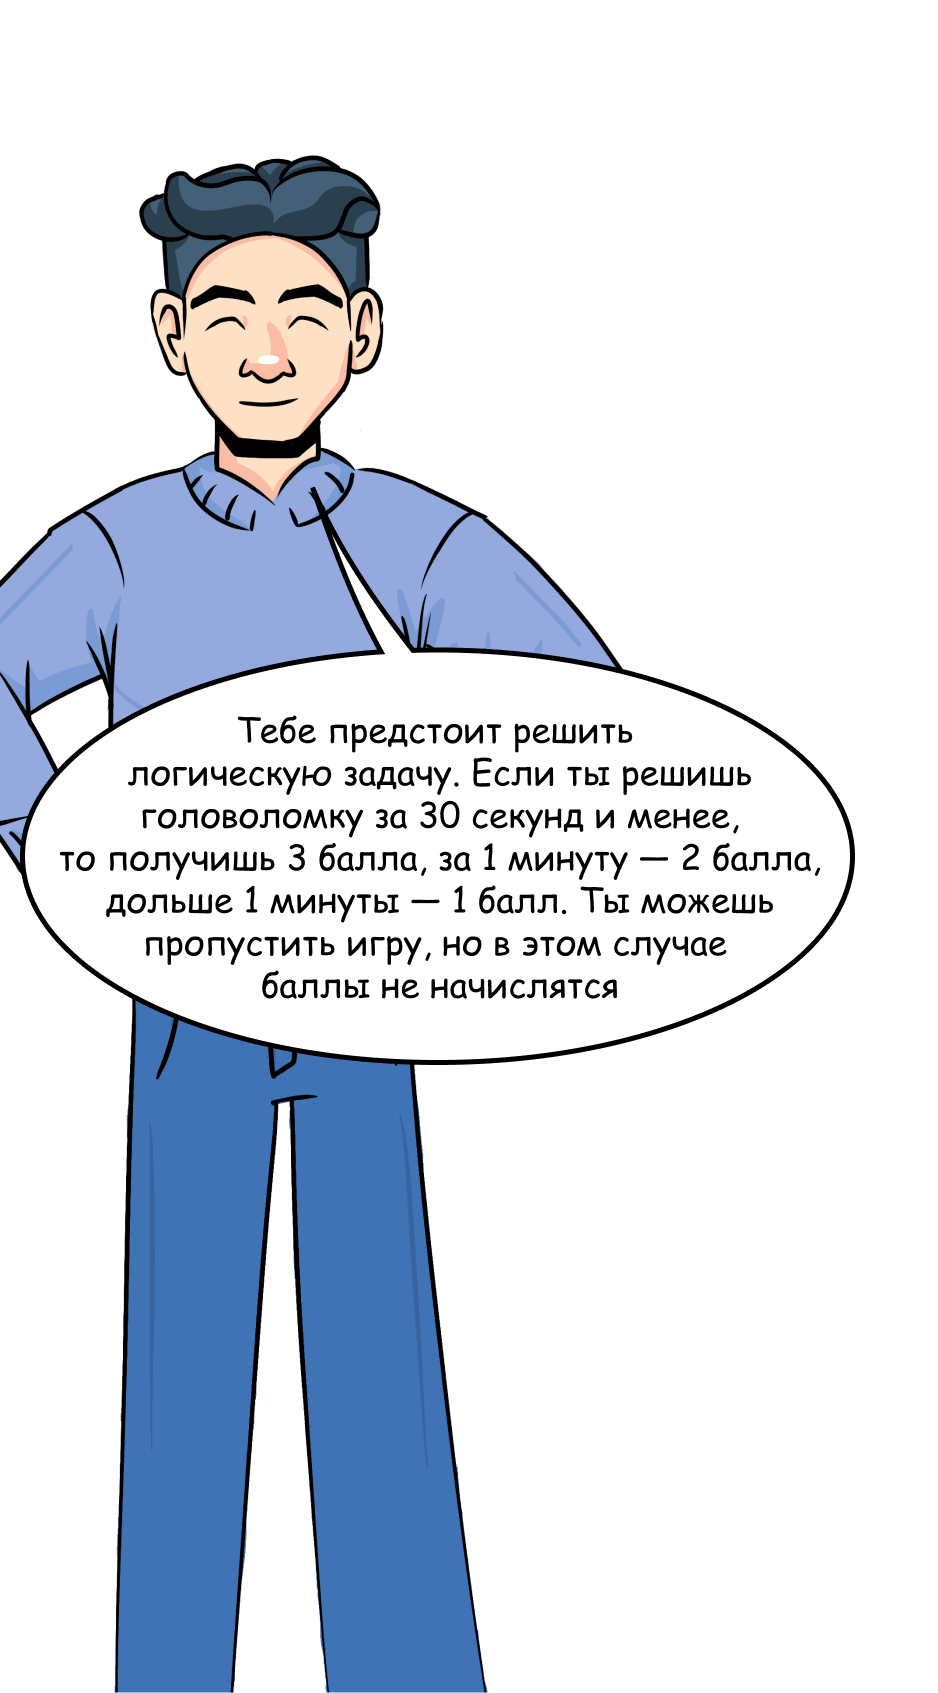 Тебе предстоит решить
логическую задачу. Если ты решишь
головоломку за 30 секунд и менее,
то получишь 3 балла, за 1 минуту — 2 балла,
дольше 1 минуты — 1 балл. Ты можешь
пропустить игру, но в этом случае
баллы не начислятся